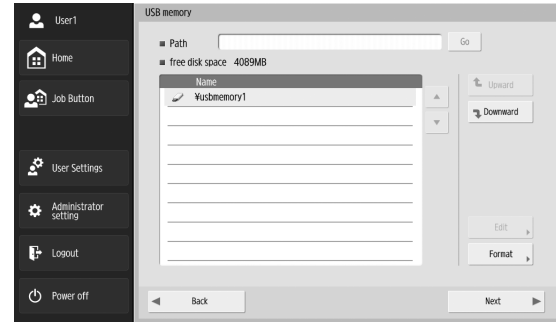 User1
Home
Job Button
User Settings
Administrator
setting
Logout
Power off
USB memory
Path
Go
free disk space 4089MB
Name
¥usbmemory1
Upward
Downward
Edit
Format
Back
Next